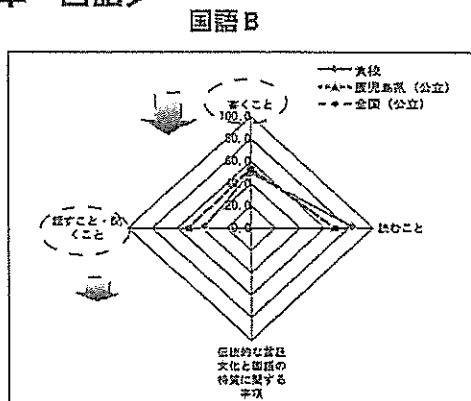 国語B
貴校
鹿児島県（公立）
全国（公立）
書くこと
100.0
80.0
60.0
40.0
20.0
0.0
話すこと・聞
くこと
読むこと
伝統的な言語
文化と国語の
特質に関する
事項